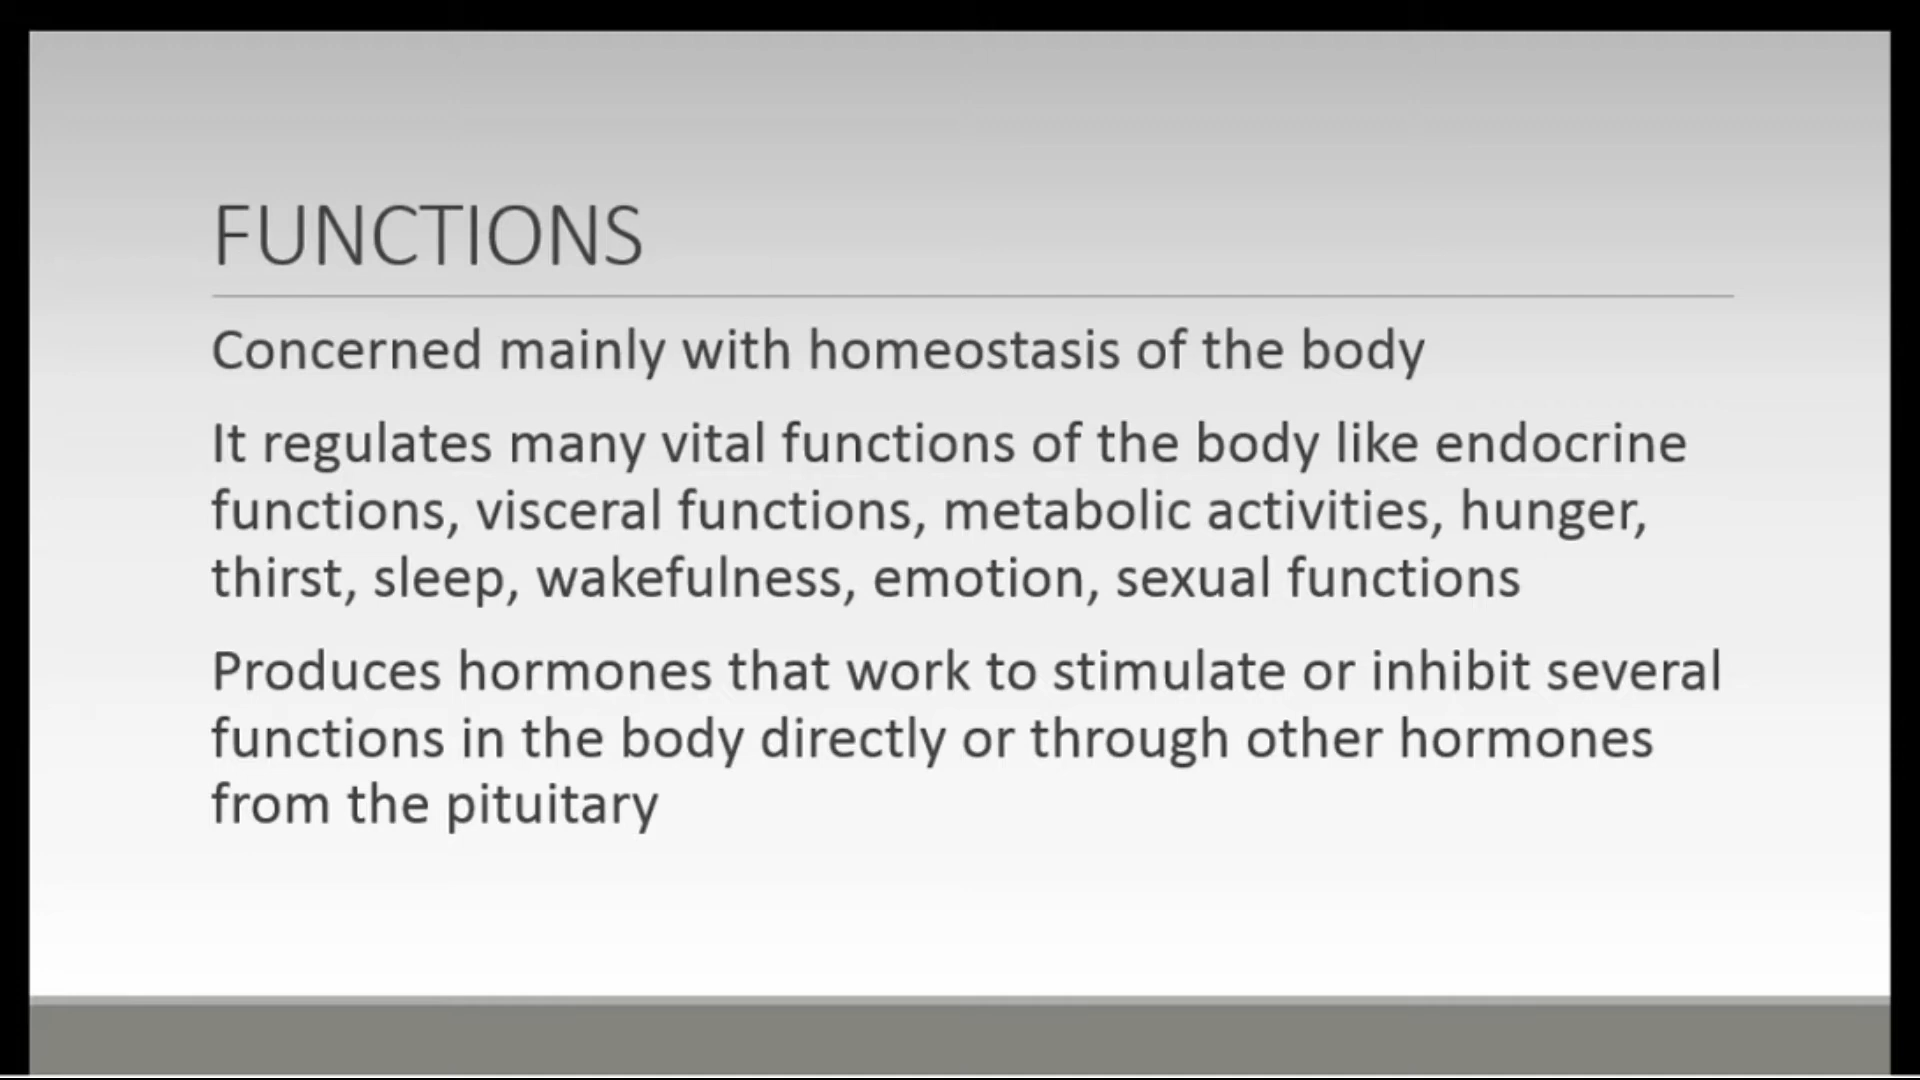 FUNCTIONS
Concerned mainly with homeostasis of the body
It regulates many vital functions of the body like endocrine
functions, visceral functions, metabolic activities, hunger,
thirst, sleep, wakefulness, emotion, sexual functions
Produces hormones that work to stimulate or inhibit several
functions in the body directly or through other hormones
from the pituitary